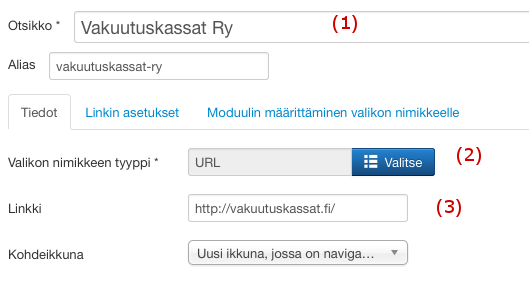 Otsikko * Vakuutuskassat Ry (1)
Alias vakuutuskassat-ry
Tiedot Linkin asetukset Moduulin määrittäminen valikon nimikkeelle
Valikon nimikkeen tyyppi * URL Valitse (2)
Linkki http://vakuutuskassat.fi/ (3)
Kohdeikkuna Uusi ikkuna, jossa on naviga...